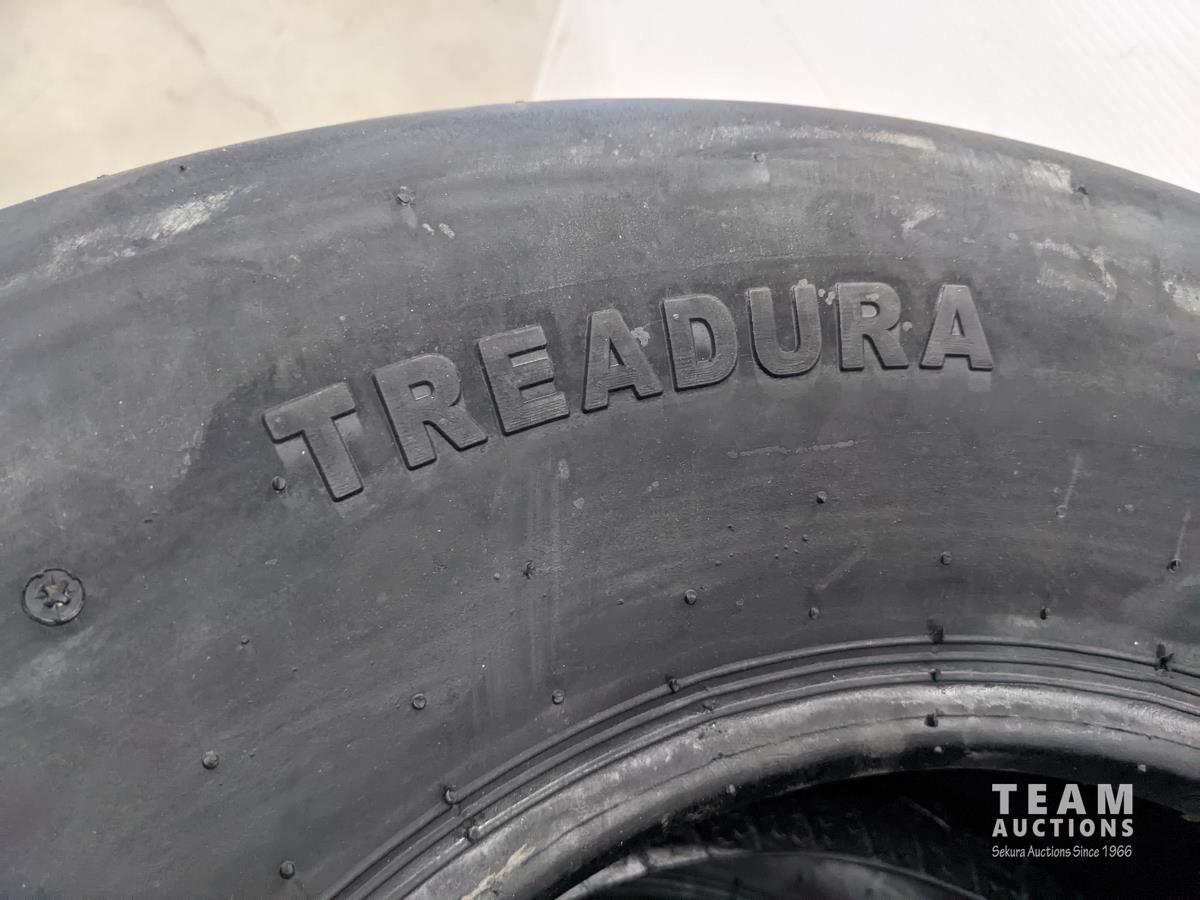 TREADURA
TEAM
AUCTIONS
Sekura Auctions Since 1966